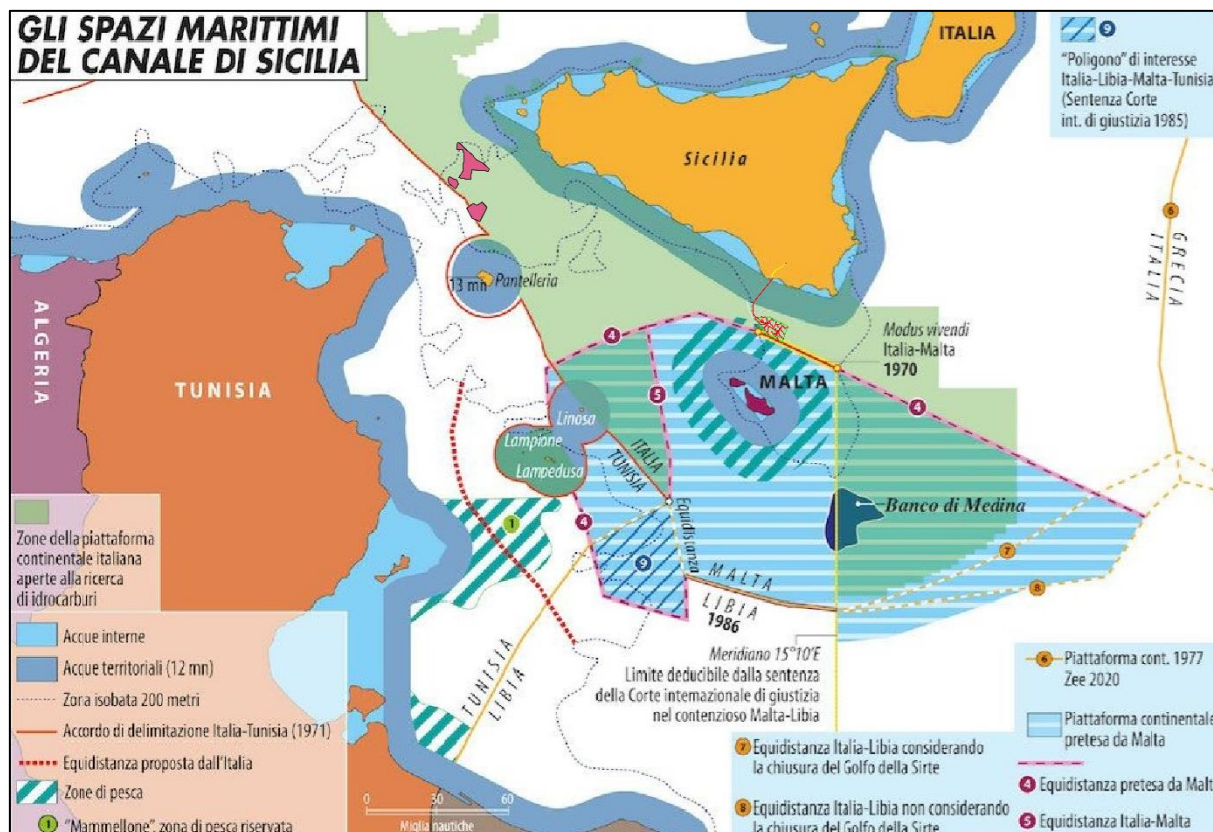 GLI SPAZI MARITTIMI
DEL CANALE DI SICILIA
ITALIA
9
"Poligono" di interesse
Italia-Libia-Malta-Tunisia
(Sentenza Corte
int. di giustizia 1985)
Sicilia
6
GRECIA
ITALIA
13 mn
Pantelleria
ALGERIA
TUNISIA
4
Modus vivendi
Italia-Malta
1970
MALTA
5
4
Linosa
Lampione
Lampedusa
ITALIA
TUNISIA
Equidistanza
Banco di Medina
1
4
9
7
8
MALTA
LIBIA
1986
TUNISIA
LIBIA
Meridiano 15°10'E
Limite deducibile dalla sentenza
della Corte internazionale di giustizia
nel contenzioso Malta-Libia
Zone della piattaforma
continentale italiana
aperte alla ricerca
di idrocarburi
Acque interne
Acque territoriali (12 mn)
Zona isobata 200 metri
Accordo di delimitazione Italia-Tunisia (1971)
Equidistanza proposta dall'Italia
Zone di pesca
1 "Mammellone", zona di pesca riservata
0 30 60
Miglia nautiche
7 Equidistanza Italia-Libia considerando
la chiusura del Golfo della Sirte
8 Equidistanza Italia-Libia non considerando
la chiusura del Golfo della Sirte
6 Piattaforma cont. 1977
Zee 2020
Piattaforma continentale
pretesa da Malta
4 Equidistanza pretesa da Malt
5 Equidistanza Italia-Malta